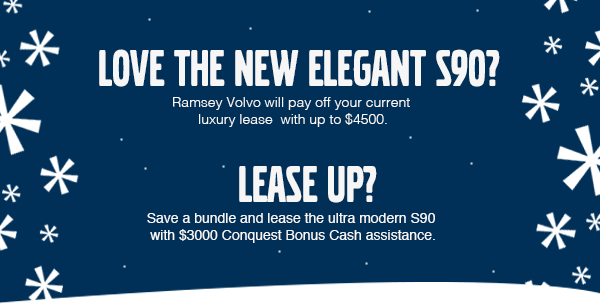 LOVE THE NEW ELEGANT S90?
Ramsey Volvo will pay off your current
luxury lease with up to $4500.
LEASE UP?
Save a bundle and lease the ultra modern S90
with $3000 Conquest Bonus Cash assistance.